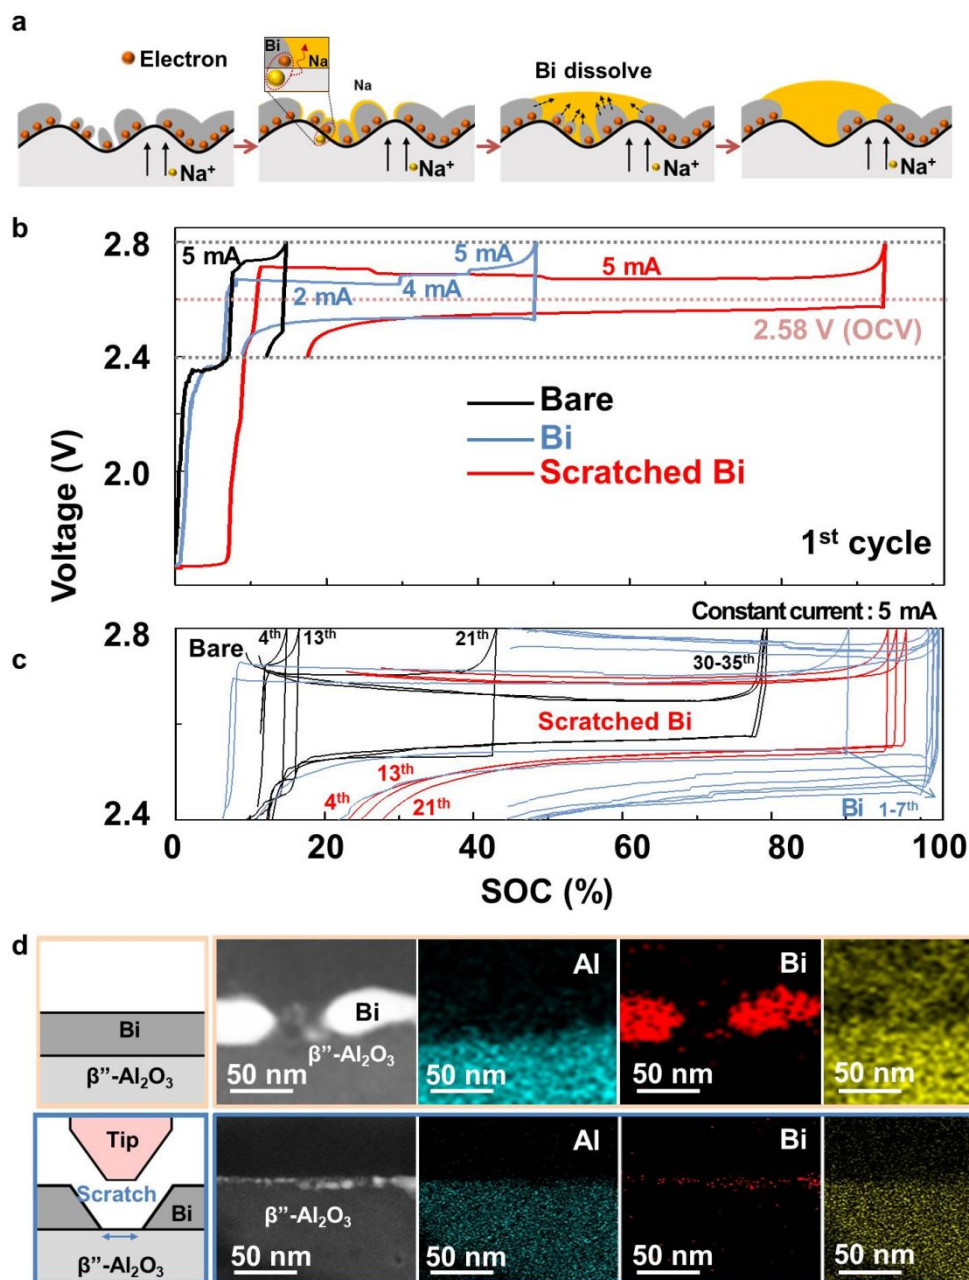 a
Electron
Bi
Na
Na
Bi dissolve
Na⁺
Na⁺
Na⁺
Na⁺
b
2.8
5 mA
5 mA
5 mA
2 mA
4 mA
2.58 V (OCV)
2.4
Bare
Bi
Scratched Bi
2.0
Voltage (V)
1st cycle
Constant current : 5 mA
c
2.8
Bare
4th
13th
21th
30-35th
Scratched Bi
13th
4th
21th
Bi 1-7th
2.4
0 20 40 60 80 100
SOC (%)
d
Bi
β”-Al₂O₃
Bi
β”-Al₂O₃
50 nm
Al
50 nm
Bi
50 nm
50 nm
Tip
Scratch
Bi
β”-Al₂O₃
β”-Al₂O₃
50 nm
Al
50 nm
Bi
50 nm
50 nm